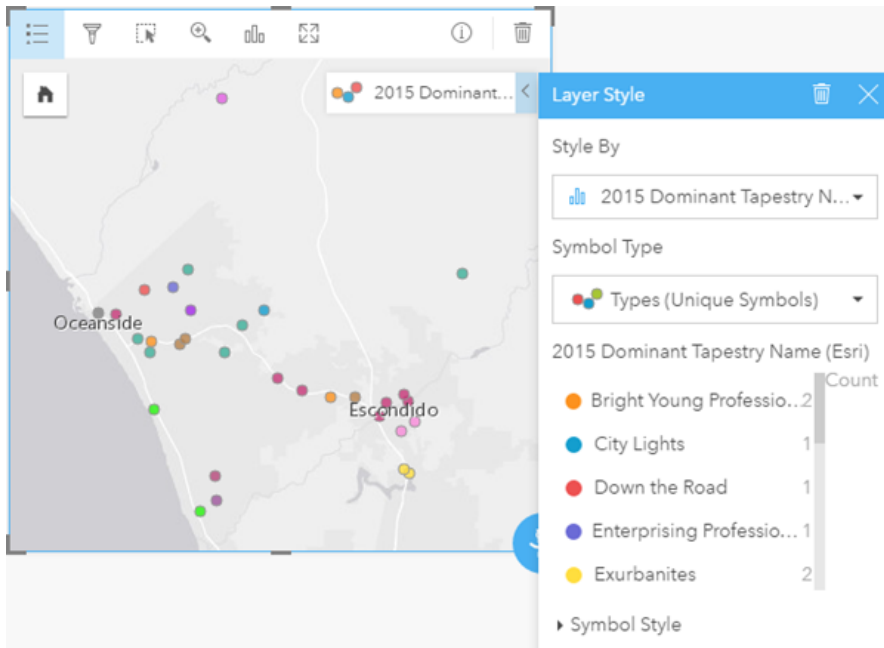 2015 Dominant...
Oceanside
Escondido
Layer Style
Style By
2015 Dominant Tapestry N...
Symbol Type
Types (Unique Symbols)
2015 Dominant Tapestry Name (Esri)
Count
Bright Young Professio...2
City Lights 1
Down the Road 1
Enterprising Professio... 1
Exurbanites 2
Symbol Style